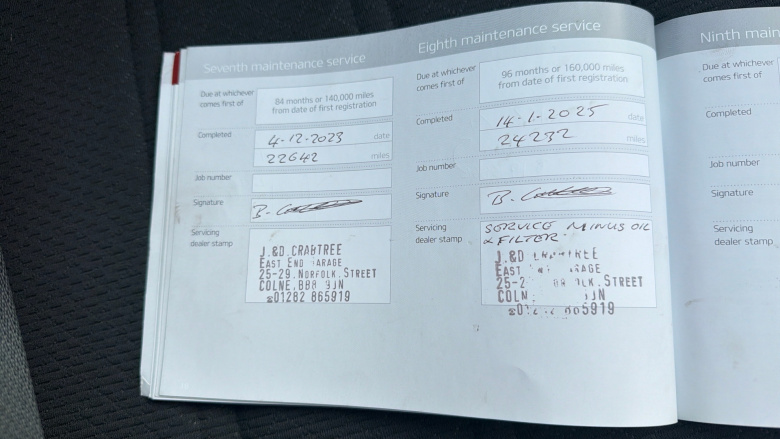 Seventh maintenance service
Due at whichever
comes first of
84 months or 140,000 miles
from date of first registration
Completed
4-12-2023 date
22642 miles
Job number
Signature
B.
Servicing
dealer stamp
J.&D CRABTREE
EAST END GARAGE
25-29. NORFOLK. STREET
COLNE, BB8 9JN
☎01282 865919
Eighth maintenance service
Due at whichever
comes first of
96 months or 160,000 miles
from date of first registration
Completed
14-1-2025 date
24232 miles
Job number
Signature
B.
Servicing
dealer stamp
SERVICE MINUS OIL
& FILTER
J.&D
EAST
STREET
Ninth
Due at whichever
comes first of
Completed
Job number
Signature
Servicing
dealer stamp